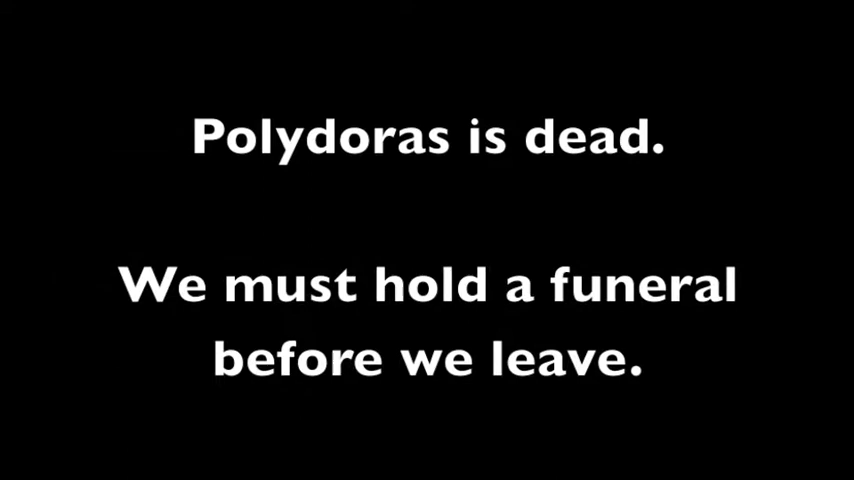 Polydoras is dead.
We must hold a funeral
before we leave.